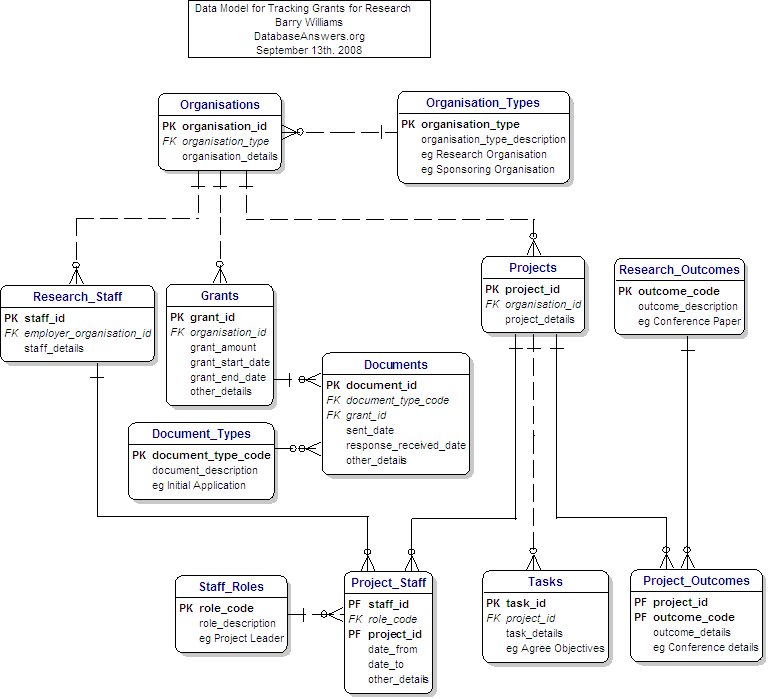 Data Model for Tracking Grants for Research
Barry Williams
DatabaseAnswers.org
September 13th. 2008
Organisations
PK organisation_id
FK organisation_type
organisation_details
Organisation_Types
PK organisation_type
organisation_type_description
eg Research Organisation
eg Sponsoring Organisation
Research_Staff
PK staff_id
FK employer_organisation_id
staff_details
Grants
PK grant_id
FK organisation_id
grant_amount
grant_start_date
grant_end_date
other_details
Projects
PK project_id
FK organisation_id
project_details
Research_Outcomes
PK outcome_code
outcome_description
eg Conference Paper
Documents
PK document_id
FK document_type_code
FK grant_id
sent_date
response_received_date
other_details
Document_Types
PK document_type_code
document_description
eg Initial Application
Staff_Roles
PK role_code
role_description
eg Project Leader
Project_Staff
PF staff_id
FK role_code
PF project_id
date_from
date_to
other_details
Tasks
PK task_id
FK project_id
task_details
eg Agree Objectives
Project_Outcomes
PF project_id
PF outcome_code
outcome_details
eg Conference details